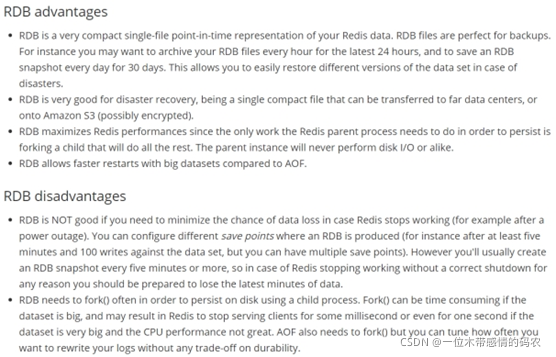 RDB advantages
• RDB is a very compact single-file point-in-time representation of your Redis data. RDB files are perfect for backups.
For instance you may want to archive your RDB files every hour for the latest 24 hours, and to save an RDB
snapshot every day for 30 days. This allows you to easily restore different versions of the data set in case of
disasters.
• RDB is very good for disaster recovery, being a single compact file that can be transferred to far data centers, or
onto Amazon S3 (possibly encrypted).
• RDB maximizes Redis performances since the only work the Redis parent process needs to do in order to persist is
forking a child that will do all the rest. The parent instance will never perform disk I/O or alike.
• RDB allows faster restarts with big datasets compared to AOF.
RDB disadvantages
• RDB is NOT good if you need to minimize the chance of data loss in case Redis stops working (for example after a
power outage). You can configure different save points where an RDB is produced (for instance after at least five
minutes and 100 writes against the data set, but you can have multiple save points). However you'll usually create
an RDB snapshot every five minutes or more, so in case of Redis stopping working without a correct shutdown for
any reason you should be prepared to lose the latest minutes of data.
• RDB needs to fork() often in order to persist on disk using a child process. Fork() can be time consuming if the
dataset is big, and may result in Redis to stop serving clients for some millisecond or even for one second if the
dataset is very big and the CPU performance not great. AOF also needs to fork() but you can tune how often you
want to rewrite your logs without any trade-off on durability.
CSDN @一位木带感情的码农